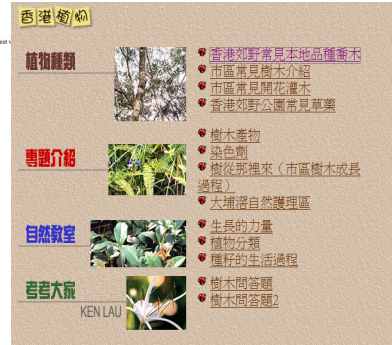 香港植物
植物種類
香港郊野常見本地品種喬木
市區常見樹木介紹
市區常見開花灌木
香港郊野公園常見草藥
專題介紹
樹木產物
染色劑
樹從那裡來（市區樹木成長
過程）
大埔滘自然護理區
自然教室
生長的力量
植物分類
種籽的生活過程
考考大家
KEN LAU
樹木問答題
樹木問答題2